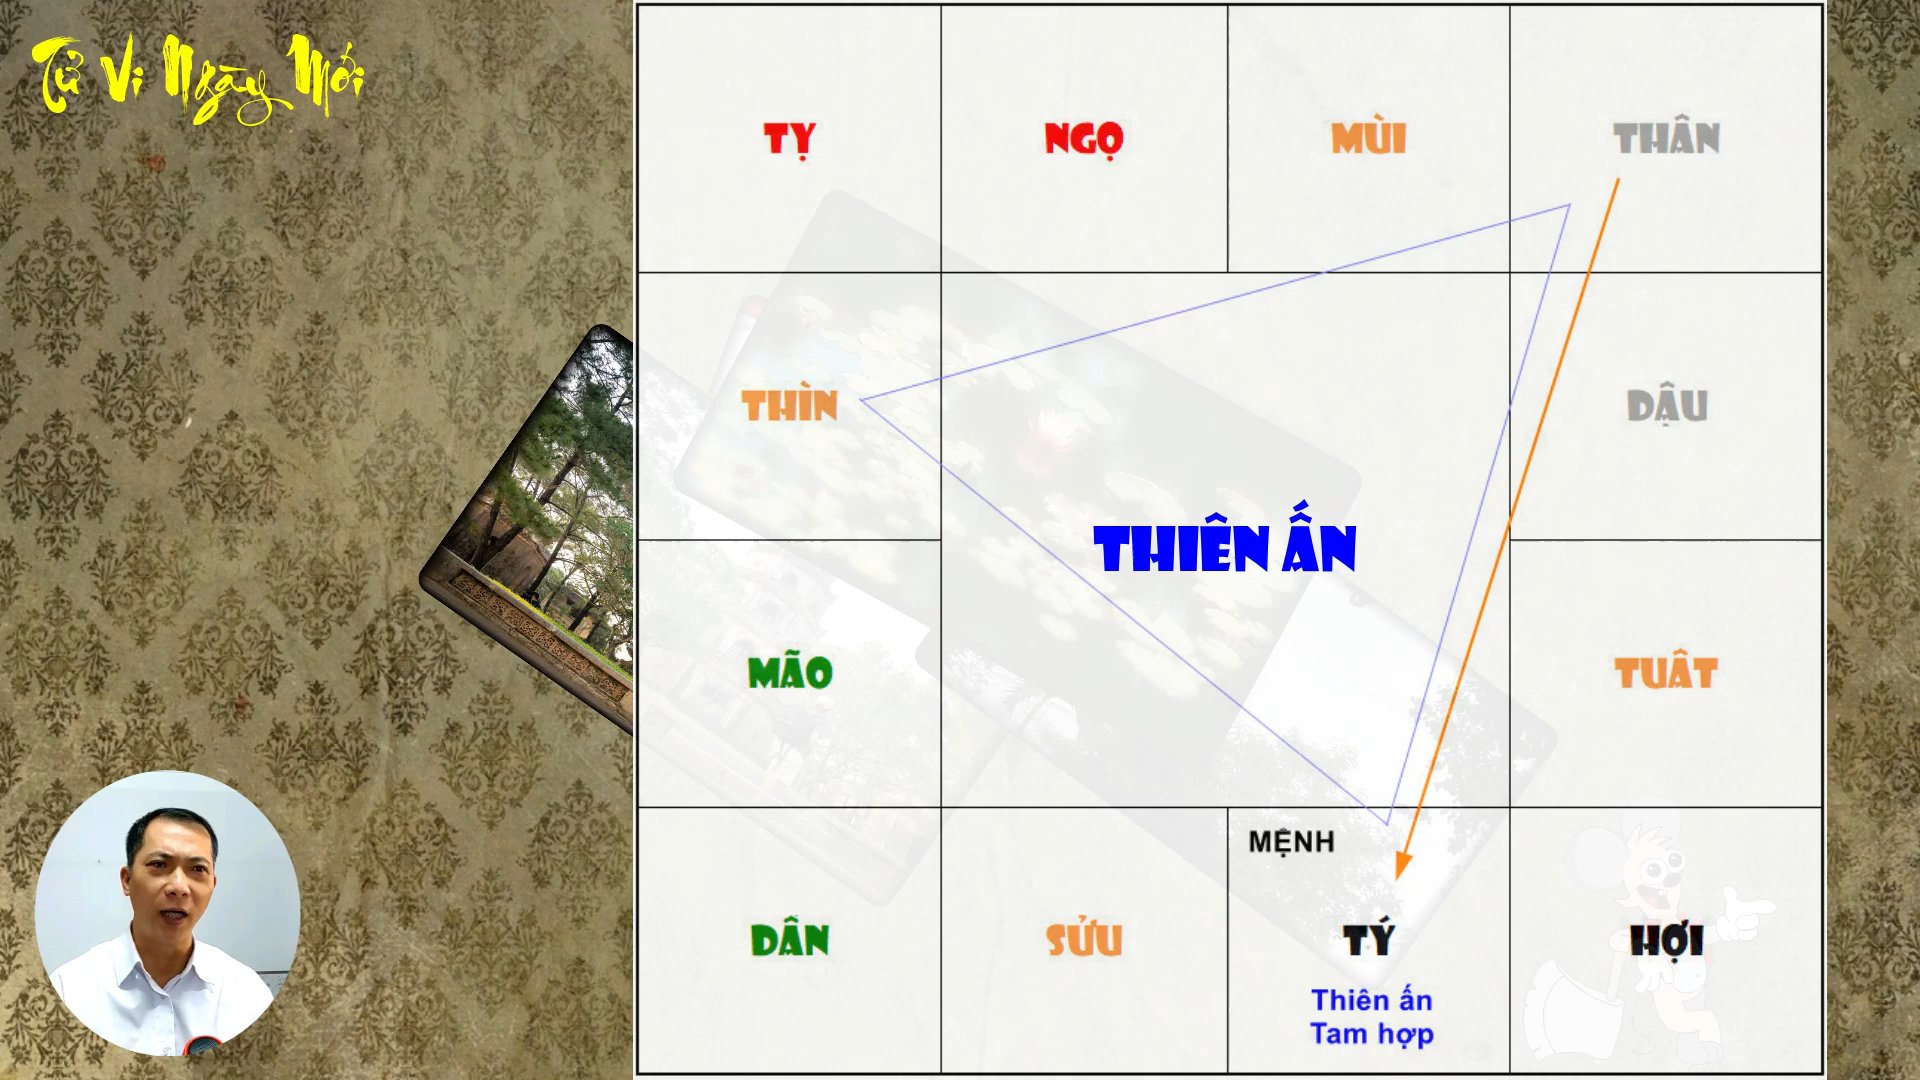 Tử Vi Ngày Mới
TỴ
NGỌ
MÙI
THÂN
THÌN
DẬU
THIÊN ẤN
MÃO
TUẤT
MỆNH
DẦN
SỬU
TÝ
HỢI
Thiên ấn
Tam hợp